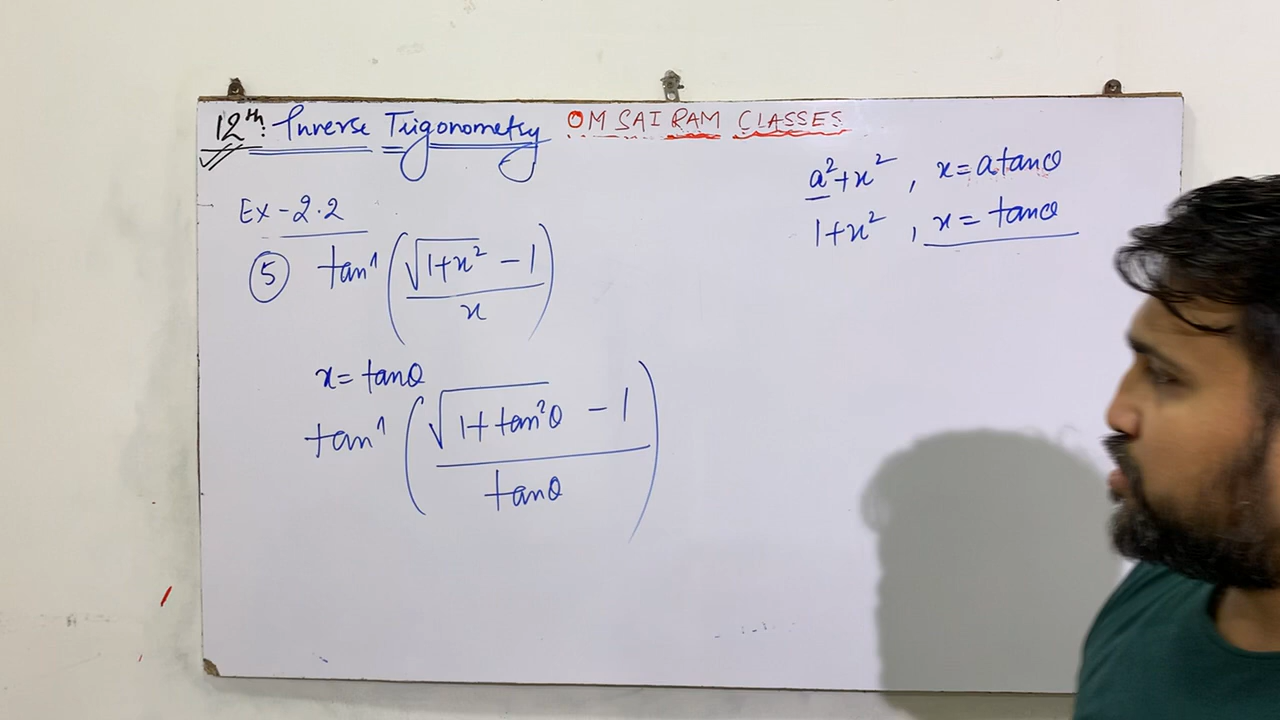 12th: Inverse Trigonometry OM SAI RAM CLASSES
a²+x² , x=atanθ
1+x² , x= tanθ
Ex-2.2
⑤ tan⁻¹ ( (√(1+x²) - 1) / x )
x= tanθ
tan⁻¹ ( (√(1+tan²θ) - 1) / tanθ )